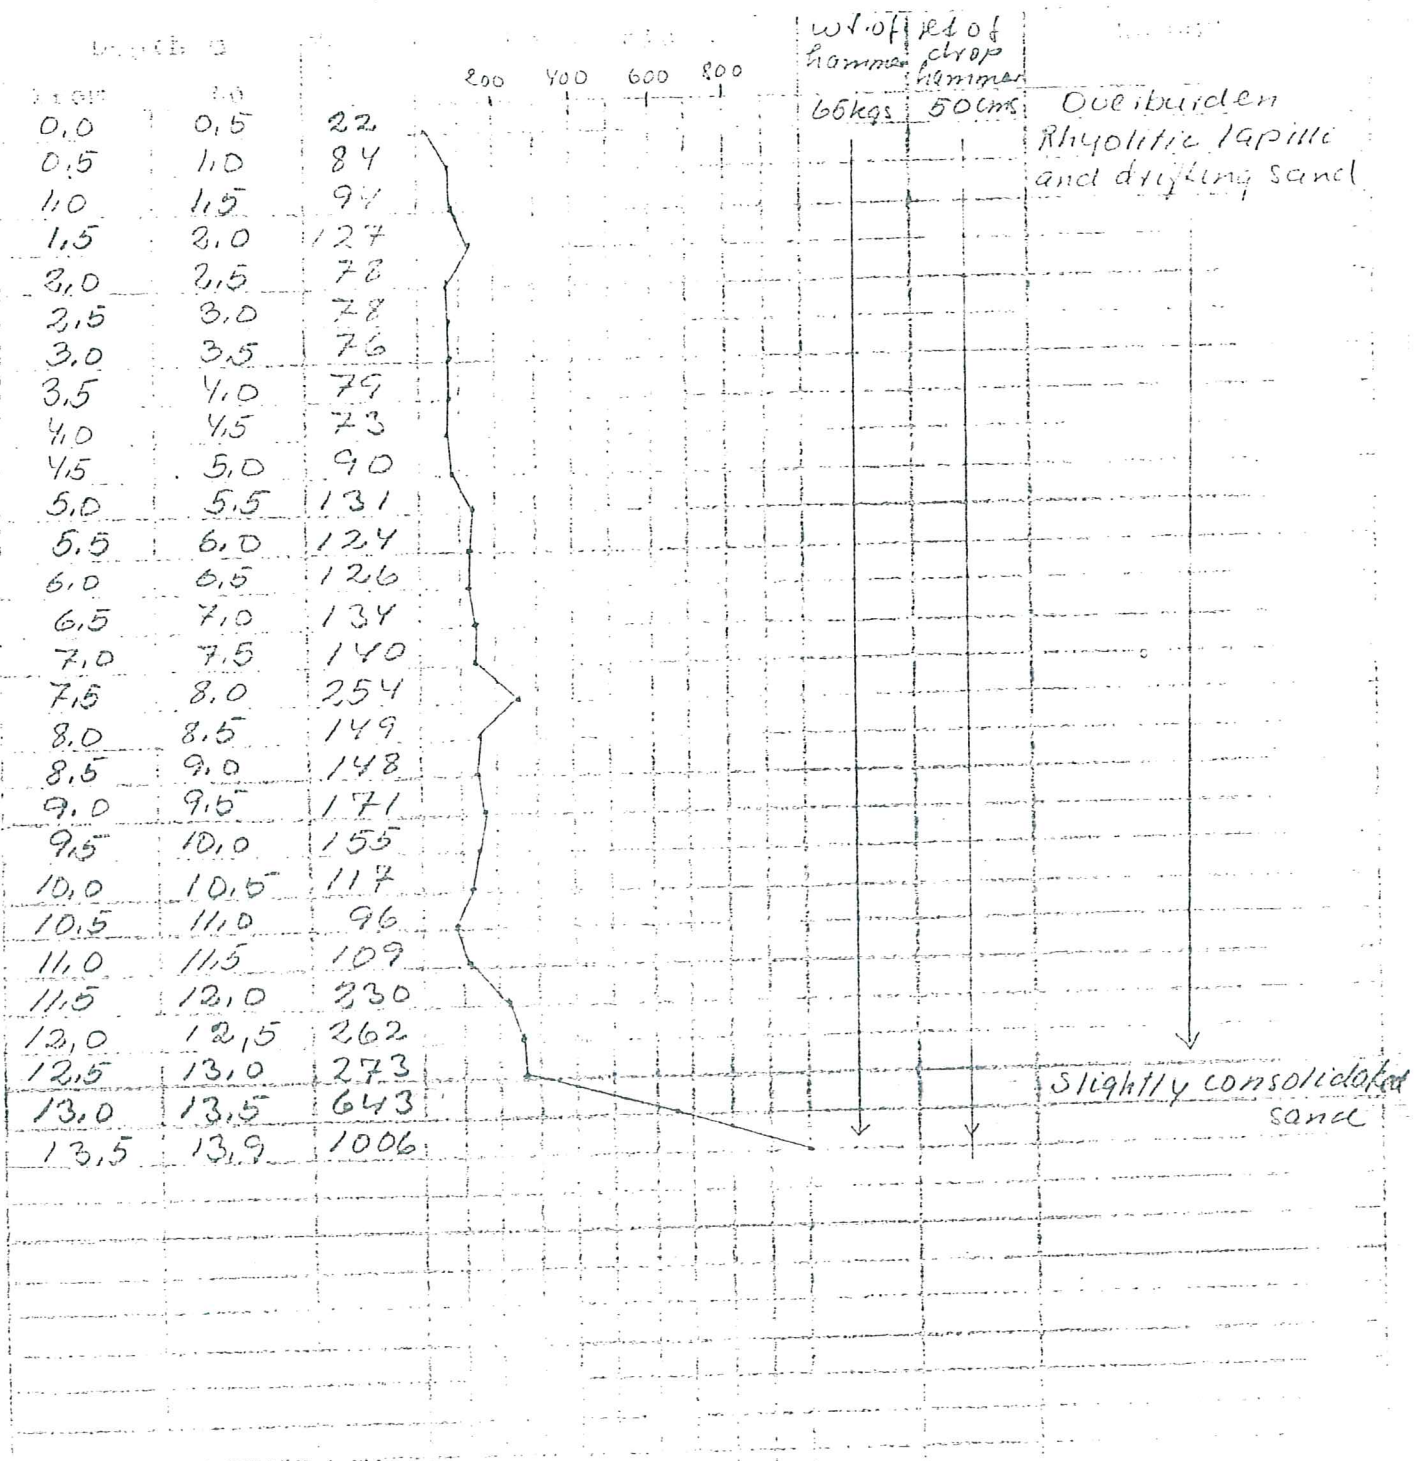 Depth
wt. of hammer
ht of drop hammer
200 400 600 800
to
65kgs 50cms Overburden
0,0 0,5 22 Rhyolitic lapilli
0,5 1,0 84 and drifting sand
1,0 1,5 94
1,5 2,0 127
2,0 2,5 78
2,5 3,0 78
3,0 3,5 76
3,5 4,0 79
4,0 4,5 73
4,5 5,0 90
5,0 5,5 131
5,5 6,0 124
6,0 6,5 126
6,5 7,0 134
7,0 7,5 140
7,5 8,0 254
8,0 8,5 149
8,5 9,0 148
9,0 9,5 171
9,5 10,0 155
10,0 10,5 117
10,5 11,0 96
11,0 11,5 109
11,5 12,0 230
12,0 12,5 262
12,5 13,0 273 Slightly consolidated
13,0 13,5 643 sand
13,5 13,9 1006